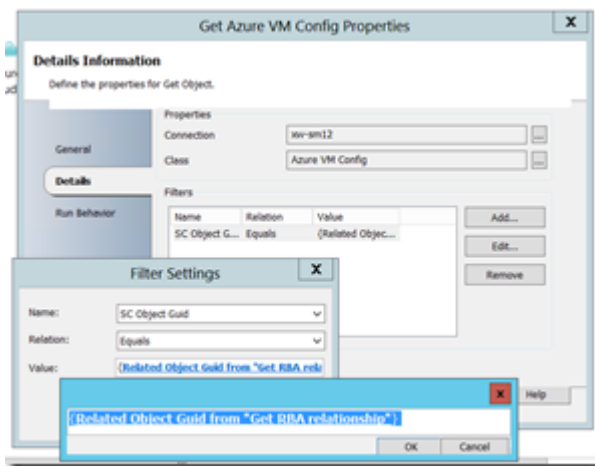 Get Azure VM Config Properties
X
Details Information
Define the properties for Get Object.
Properties
Connection
xw-sm12
...
General
Class
Azure VM Config
...
Details
Filters
Run Behavior
Name Relation Value
SC Object G... Equals {Related Objec...
Add...
Edit...
Remove
Filter Settings
X
Name:
SC Object Guid
Relation:
Equals
Value:
{Related Object Guid from "Get RBA rela
x
Help
{Related Object Guid from "Get RBA relationship"}
OK
Cancel